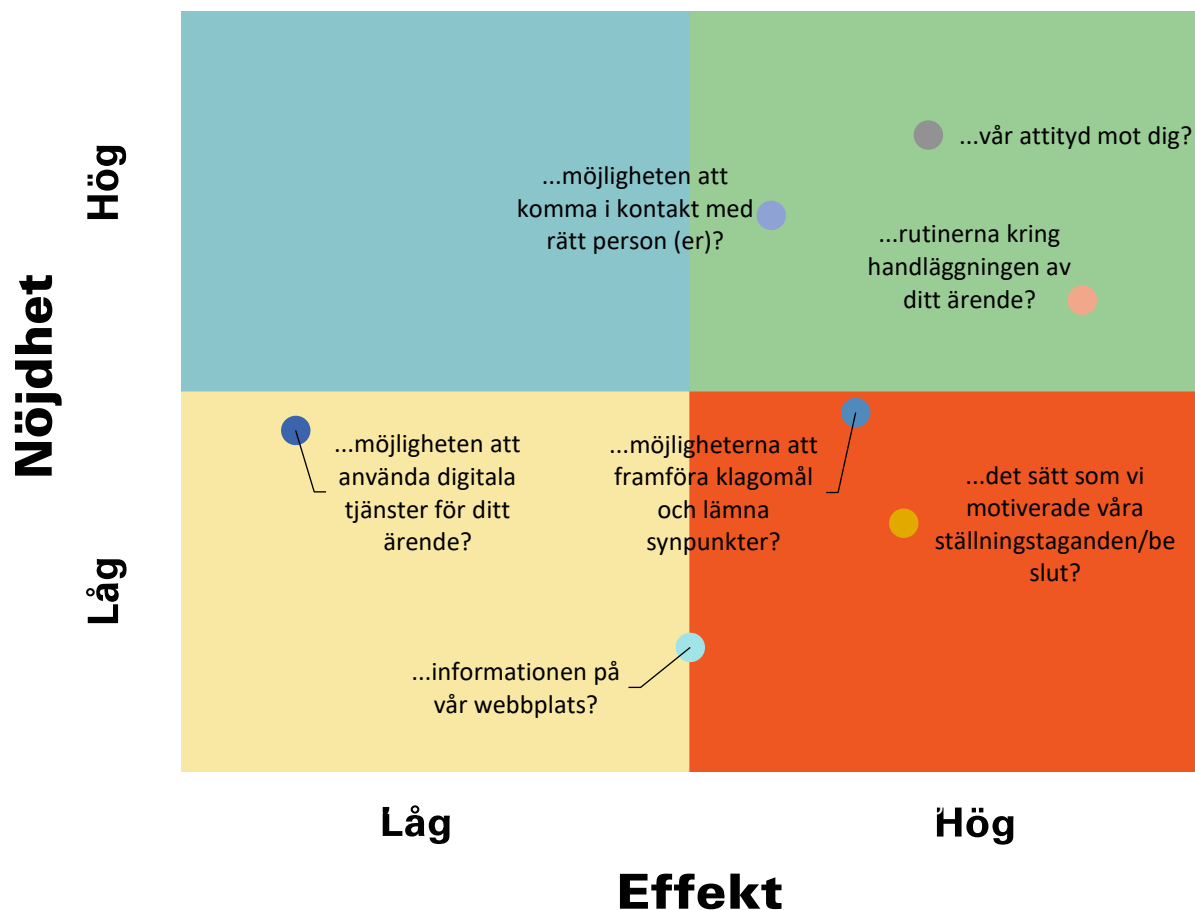 Nöjdhet
Hög
Låg
...vår attityd mot dig?
...möjligheten att
komma i kontakt med
rätt person (er)?
...rutinerna kring
handläggningen av
ditt ärende?
...möjligheten att
använda digitala
tjänster för ditt
ärende?
...möjligheterna att
framföra klagomål
och lämna
synpunkter?
...det sätt som vi
motiverade våra
ställningstaganden/be
slut?
...informationen på
vår webbplats?
Låg
Hög
Effekt